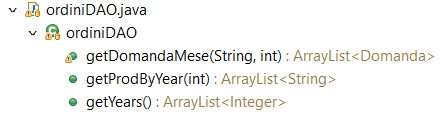 ordiniDAO.java
ordiniDAO
getDomandaMese(String, int) : ArrayList<Domanda>
getProdByYear(int) : ArrayList<String>
getYears() : ArrayList<Integer>